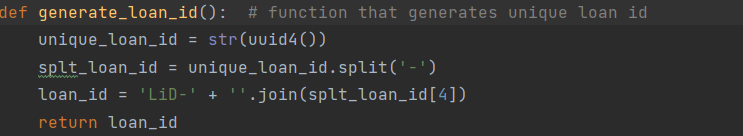 def generate_loan_id():  # function that generates unique loan id
    unique_loan_id = str(uuid4())
    splt_loan_id = unique_loan_id.split('-')
    loan_id = 'LiD-' + ''.join(splt_loan_id[4])
    return loan_id